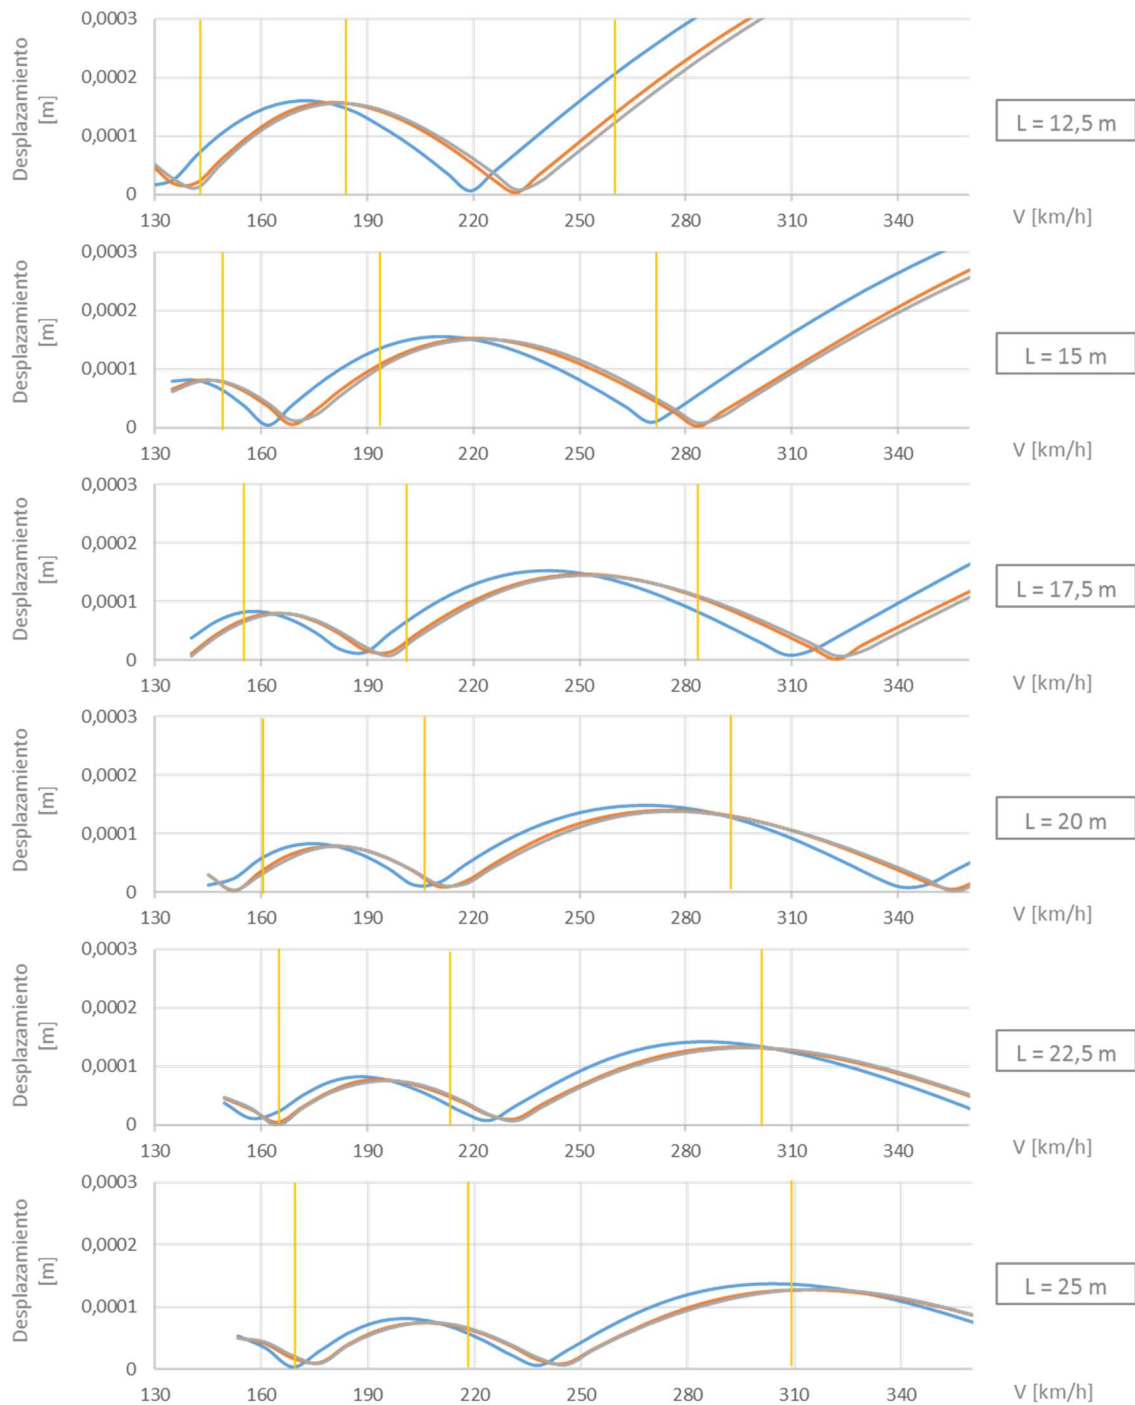 Desplazamiento
[m]
0,0003
0,0002
0,0001
0
130 160 190 220 250 280 310 340
V [km/h]
L = 12,5 m
Desplazamiento
[m]
0,0003
0,0002
0,0001
0
130 160 190 220 250 280 310 340
V [km/h]
L = 15 m
Desplazamiento
[m]
0,0003
0,0002
0,0001
0
130 160 190 220 250 280 310 340
V [km/h]
L = 17,5 m
Desplazamiento
[m]
0,0003
0,0002
0,0001
0
130 160 190 220 250 280 310 340
V [km/h]
L = 20 m
Desplazamiento
[m]
0,0003
0,0002
0,0001
0
130 160 190 220 250 280 310 340
V [km/h]
L = 22,5 m
Desplazamiento
[m]
0,0003
0,0002
0,0001
0
130 160 190 220 250 280 310 340
V [km/h]
L = 25 m